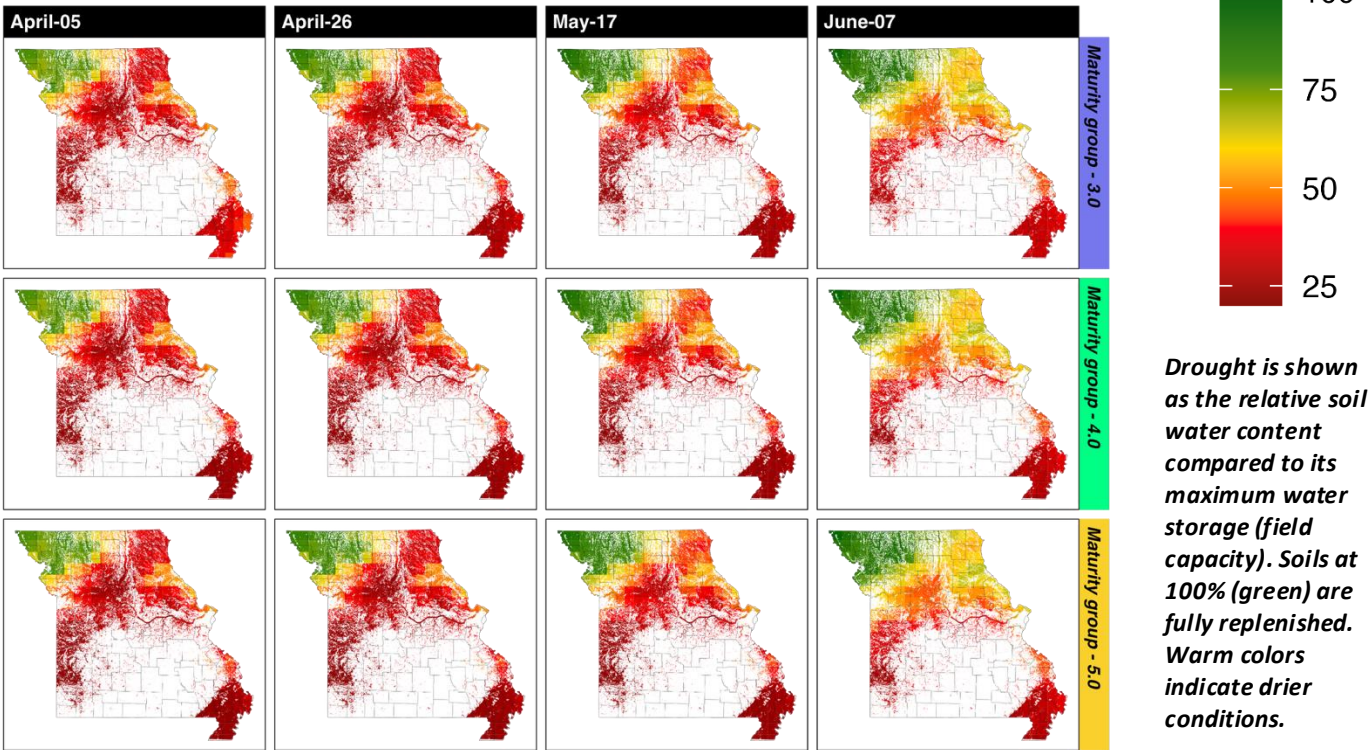 April-05
April-26
May-17
June-07
Maturity group - 3.0
Maturity group - 4.0
Maturity group - 5.0
100
75
50
25
Drought is shown
as the relative soil
water content
compared to its
maximum water
storage (field
capacity). Soils at
100% (green) are
fully replenished.
Warm colors
indicate drier
conditions.